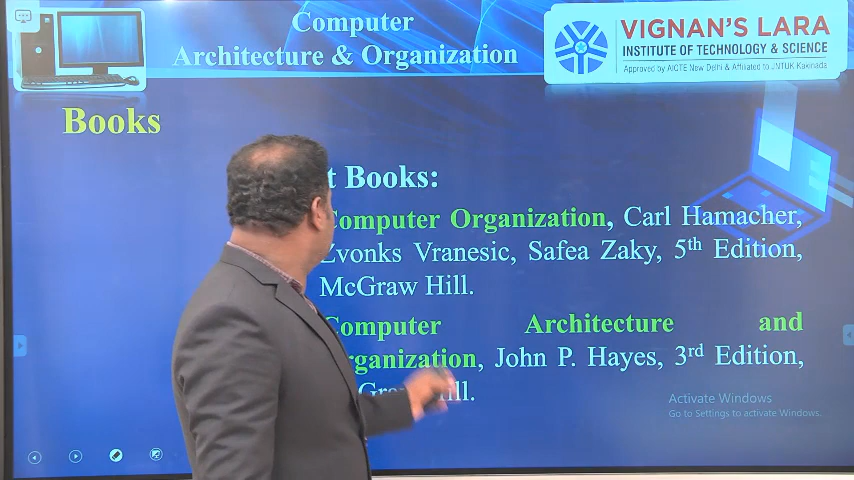 Computer
Architecture & Organization
VIGNAN'S LARA
INSTITUTE OF TECHNOLOGY & SCIENCE
Approved by AICTE New Delhi & Affiliated to JNTUK Kakinada
Books
t Books:
Computer Organization, Carl Hamacher,
Zvonks Vranesic, Safea Zaky, 5th Edition,
McGraw Hill.
Computer Architecture and
rganization, John P. Hayes, 3rd Edition,
Activate Windows
Go to Settings to activate Windows.